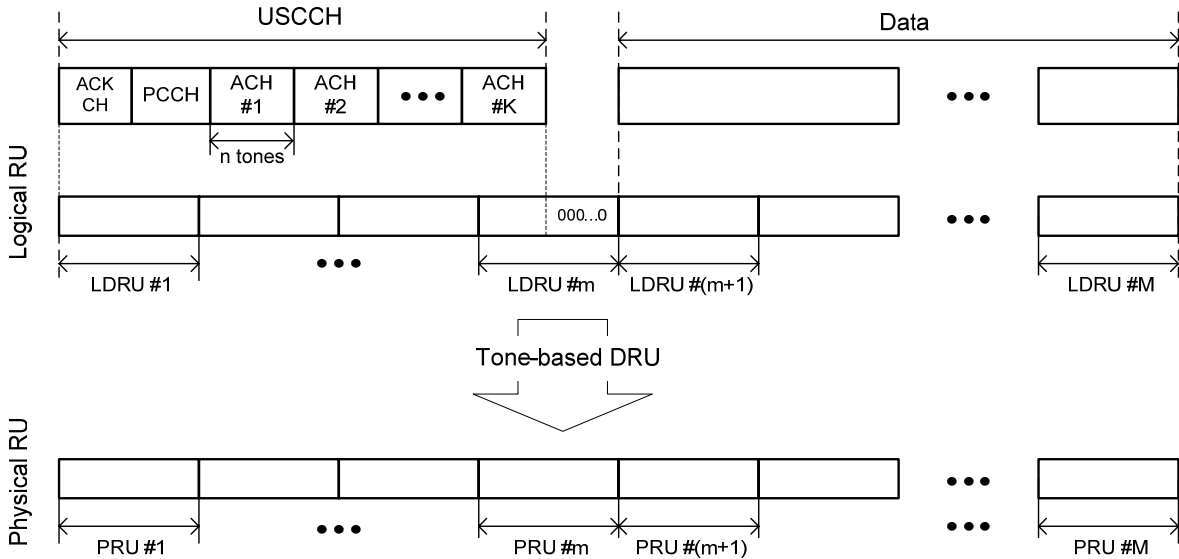 USCCH
Data
ACK CH
PCCH
ACH #1
ACH #2
ACH #K
n tones
Logical RU
000...0
LDRU #1
LDRU #m
LDRU #(m+1)
LDRU #M
Tone-based DRU
Physical RU
PRU #1
PRU #m
PRU #(m+1)
PRU #M